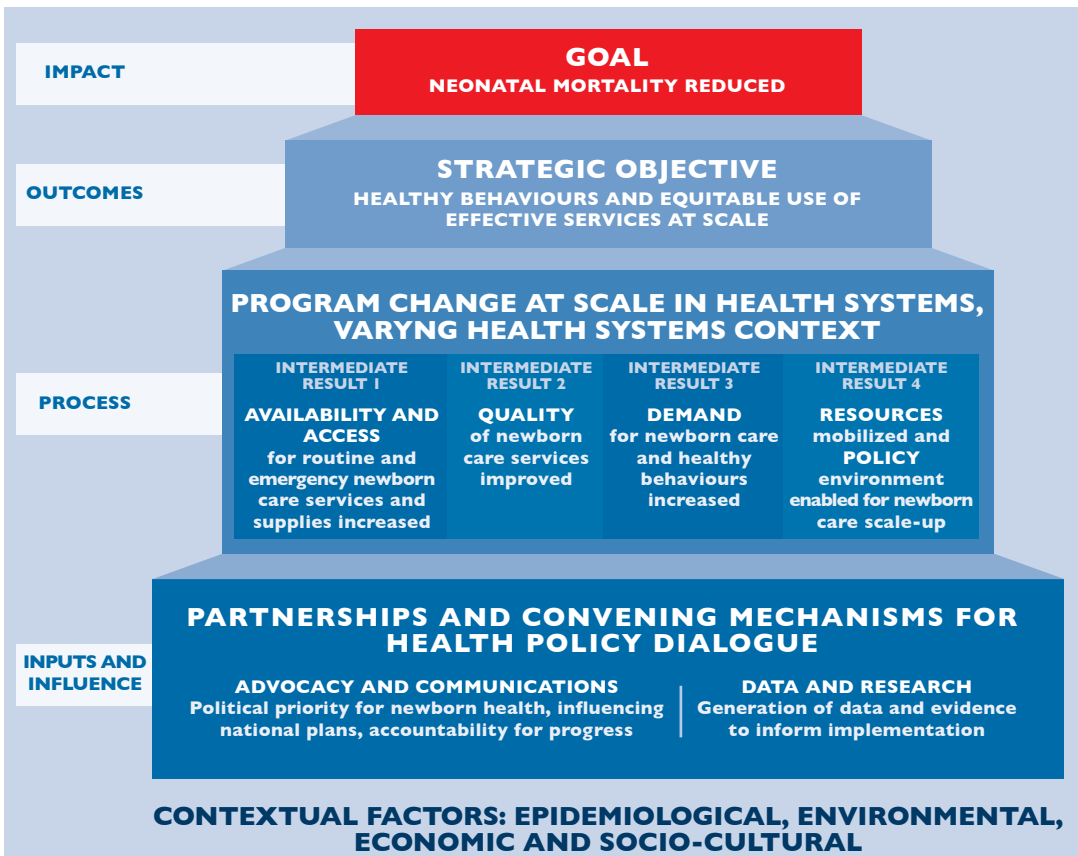 IMPACT
GOAL
NEONATAL MORTALITY REDUCED
OUTCOMES
STRATEGIC OBJECTIVE
HEALTHY BEHAVIOURS AND EQUITABLE USE OF
EFFECTIVE SERVICES AT SCALE
PROCESS
PROGRAM CHANGE AT SCALE IN HEALTH SYSTEMS,
VARYNG HEALTH SYSTEMS CONTEXT
INTERMEDIATE
RESULT 1
AVAILABILITY AND
ACCESS
for routine and
emergency newborn
care services and
supplies increased
INTERMEDIATE
RESULT 2
QUALITY
of newborn
care services
improved
INTERMEDIATE
RESULT 3
DEMAND
for newborn care
and healthy
behaviours
increased
INTERMEDIATE
RESULT 4
RESOURCES
mobilized and
POLICY
environment
enabled for newborn
care scale-up
INPUTS AND
INFLUENCE
PARTNERSHIPS AND CONVENING MECHANISMS FOR
HEALTH POLICY DIALOGUE
ADVOCACY AND COMMUNICATIONS
Political priority for newborn health, influencing
national plans, accountability for progress
DATA AND RESEARCH
Generation of data and evidence
to inform implementation
CONTEXTUAL FACTORS: EPIDEMIOLOGICAL, ENVIRONMENTAL,
ECONOMIC AND SOCIO-CULTURAL